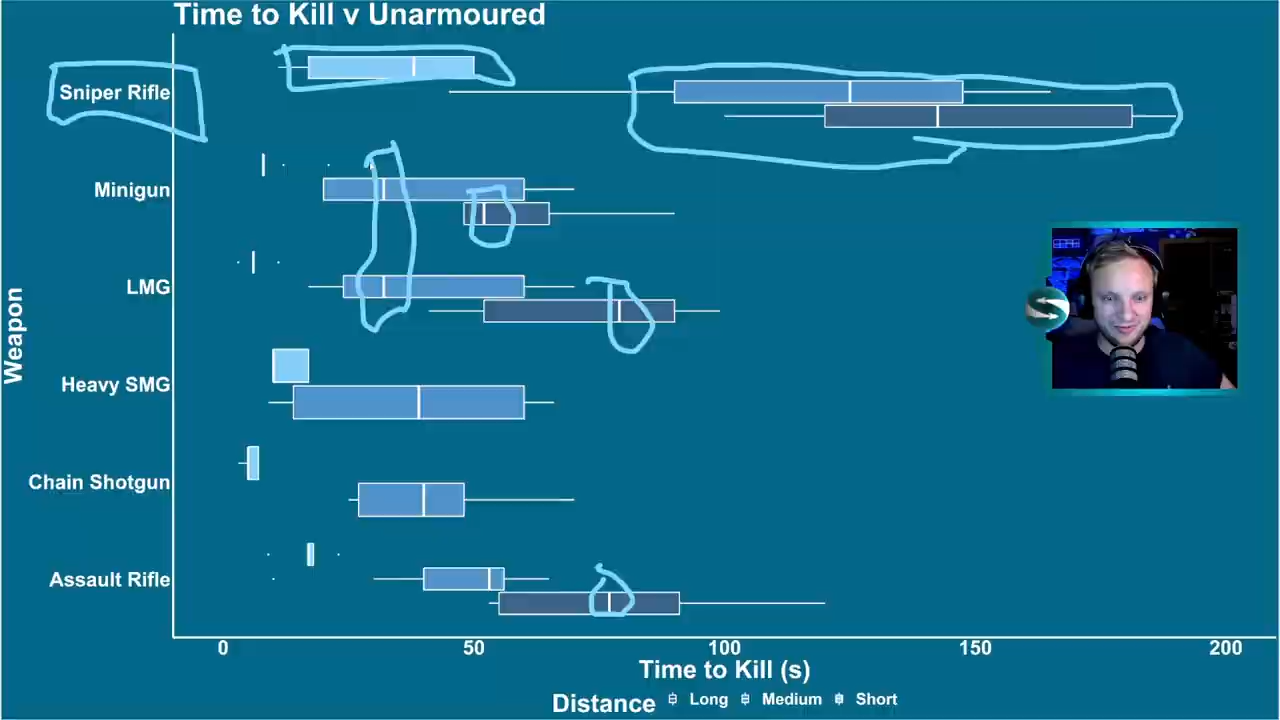 Time to Kill v Unarmoured
Sniper Rifle
Minigun
LMG
Heavy SMG
Chain Shotgun
Assault Rifle
Weapon
0 50 100 150 200
Time to Kill (s)
Distance Long Medium Short